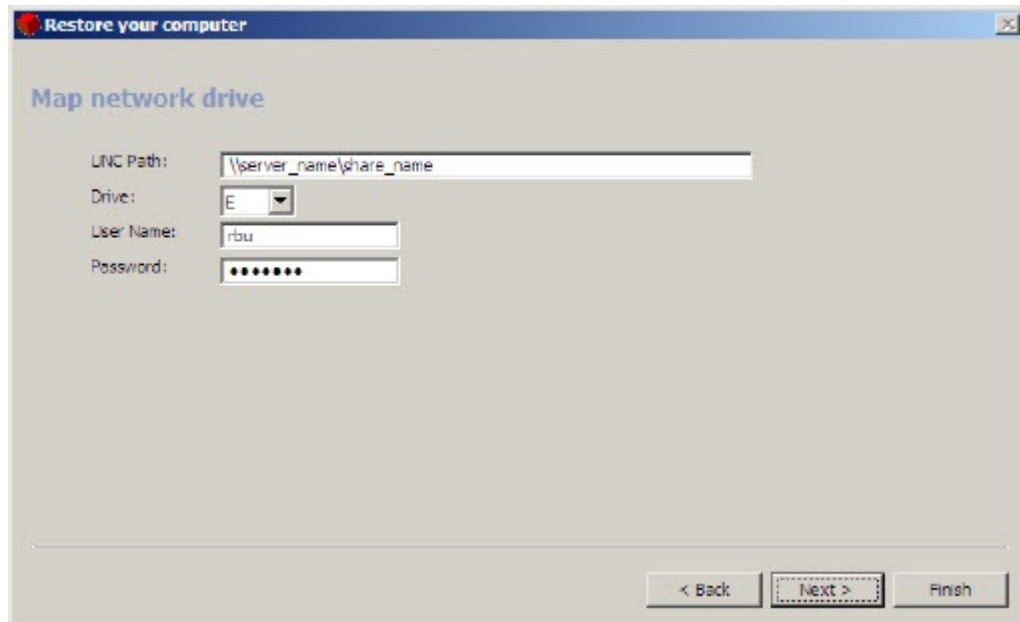 Restore your computer
Map network drive
UNC Path: \\server_name\share_name
Drive: E
User Name: rbu
Password: •••••••
< Back Next > Finish